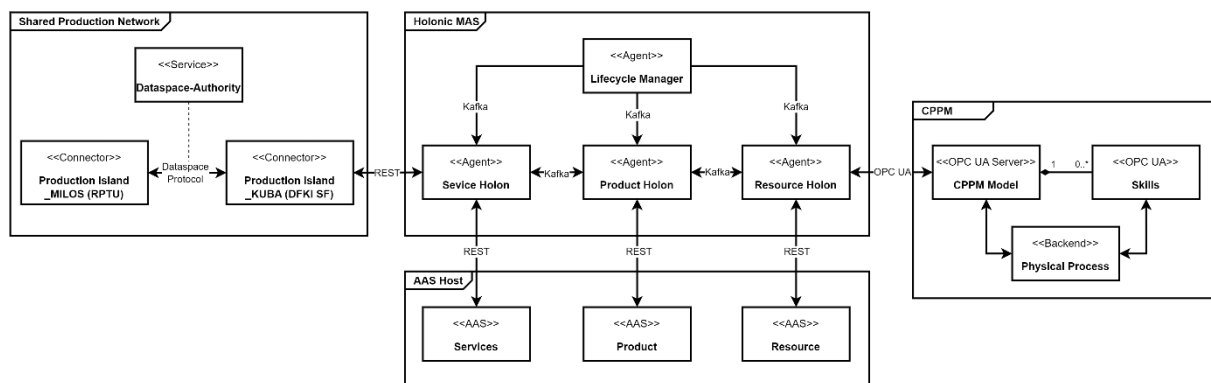 Shared Production Network
<<Service>>
Dataspace-Authority
<<Connector>>
Production Island
_MILOS (RPTU)
Dataspace
Protocol
<<Connector>>
Production Island
_KUBA (DFKI SF)
REST
Holonic MAS
<<Agent>>
Lifecycle Manager
Kafka
Kafka
Kafka
<<Agent>>
Sevice Holon
Kafka
<<Agent>>
Product Holon
Kafka
<<Agent>>
Resource Holon
OPC UA
REST
REST
REST
AAS Host
<<AAS>>
Services
<<AAS>>
Product
<<AAS>>
Resource
CPPM
<<OPC UA Server>>
CPPM Model
1
0..*
<<OPC UA>>
Skills
<<Backend>>
Physical Process